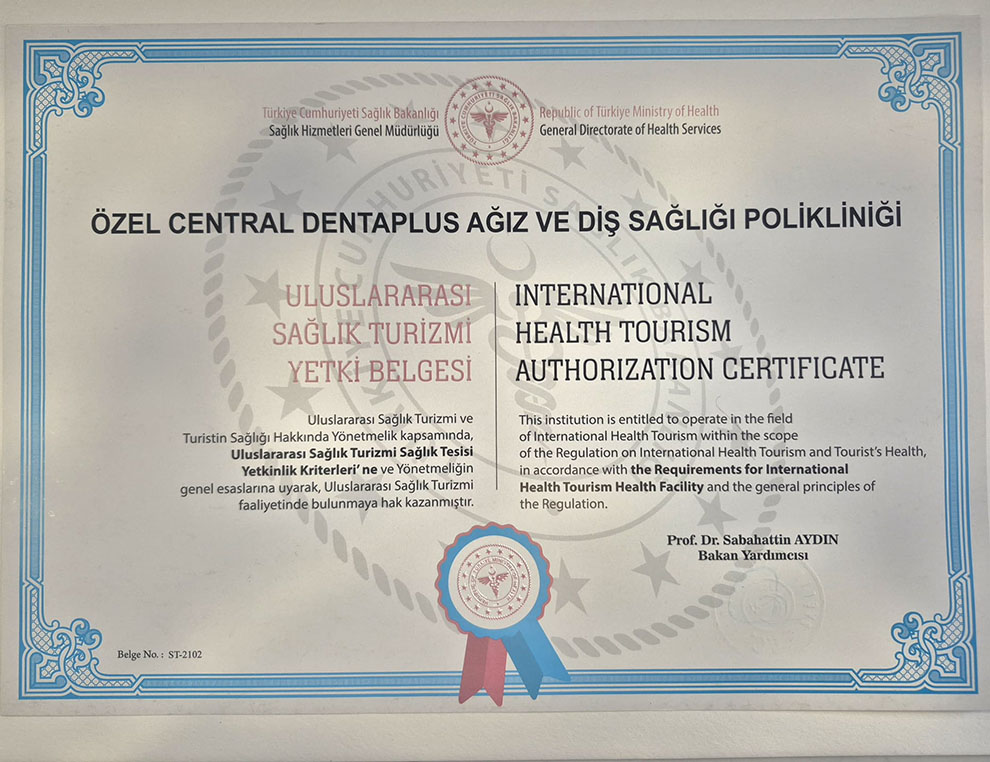 Türkiye Cumhuriyeti Sağlık Bakanlığı
Sağlık Hizmetleri Genel Müdürlüğü
Republic of Türkiye Ministry of Health
General Directorate of Health Services
ÖZEL CENTRAL DENTAPLUS AĞIZ VE DİŞ SAĞLIĞI POLİKLİNİĞİ
ULUSLARARASI
SAĞLIK TURİZMİ
YETKİ BELGESİ
INTERNATIONAL
HEALTH TOURISM
AUTHORIZATION CERTIFICATE
Uluslararası Sağlık Turizmi ve
Turistin Sağlığı Hakkında Yönetmelik kapsamında,
Uluslararası Sağlık Turizmi Sağlık Tesisi
Yetkinlik Kriterleri' ne ve Yönetmeliğin
genel esaslarına uyarak, Uluslararası Sağlık Turizmi
faaliyetinde bulunmaya hak kazanmıştır.
This institution is entitled to operate in the field
of International Health Tourism within the scope
of the Regulation on International Health Tourism and Tourist's Health,
in accordance with the Requirements for International
Health Tourism Health Facility and the general principles of
the Regulation.
Prof. Dr. Sabahattin AYDIN
Bakan Yardımcısı
Belge No. : ST-2102